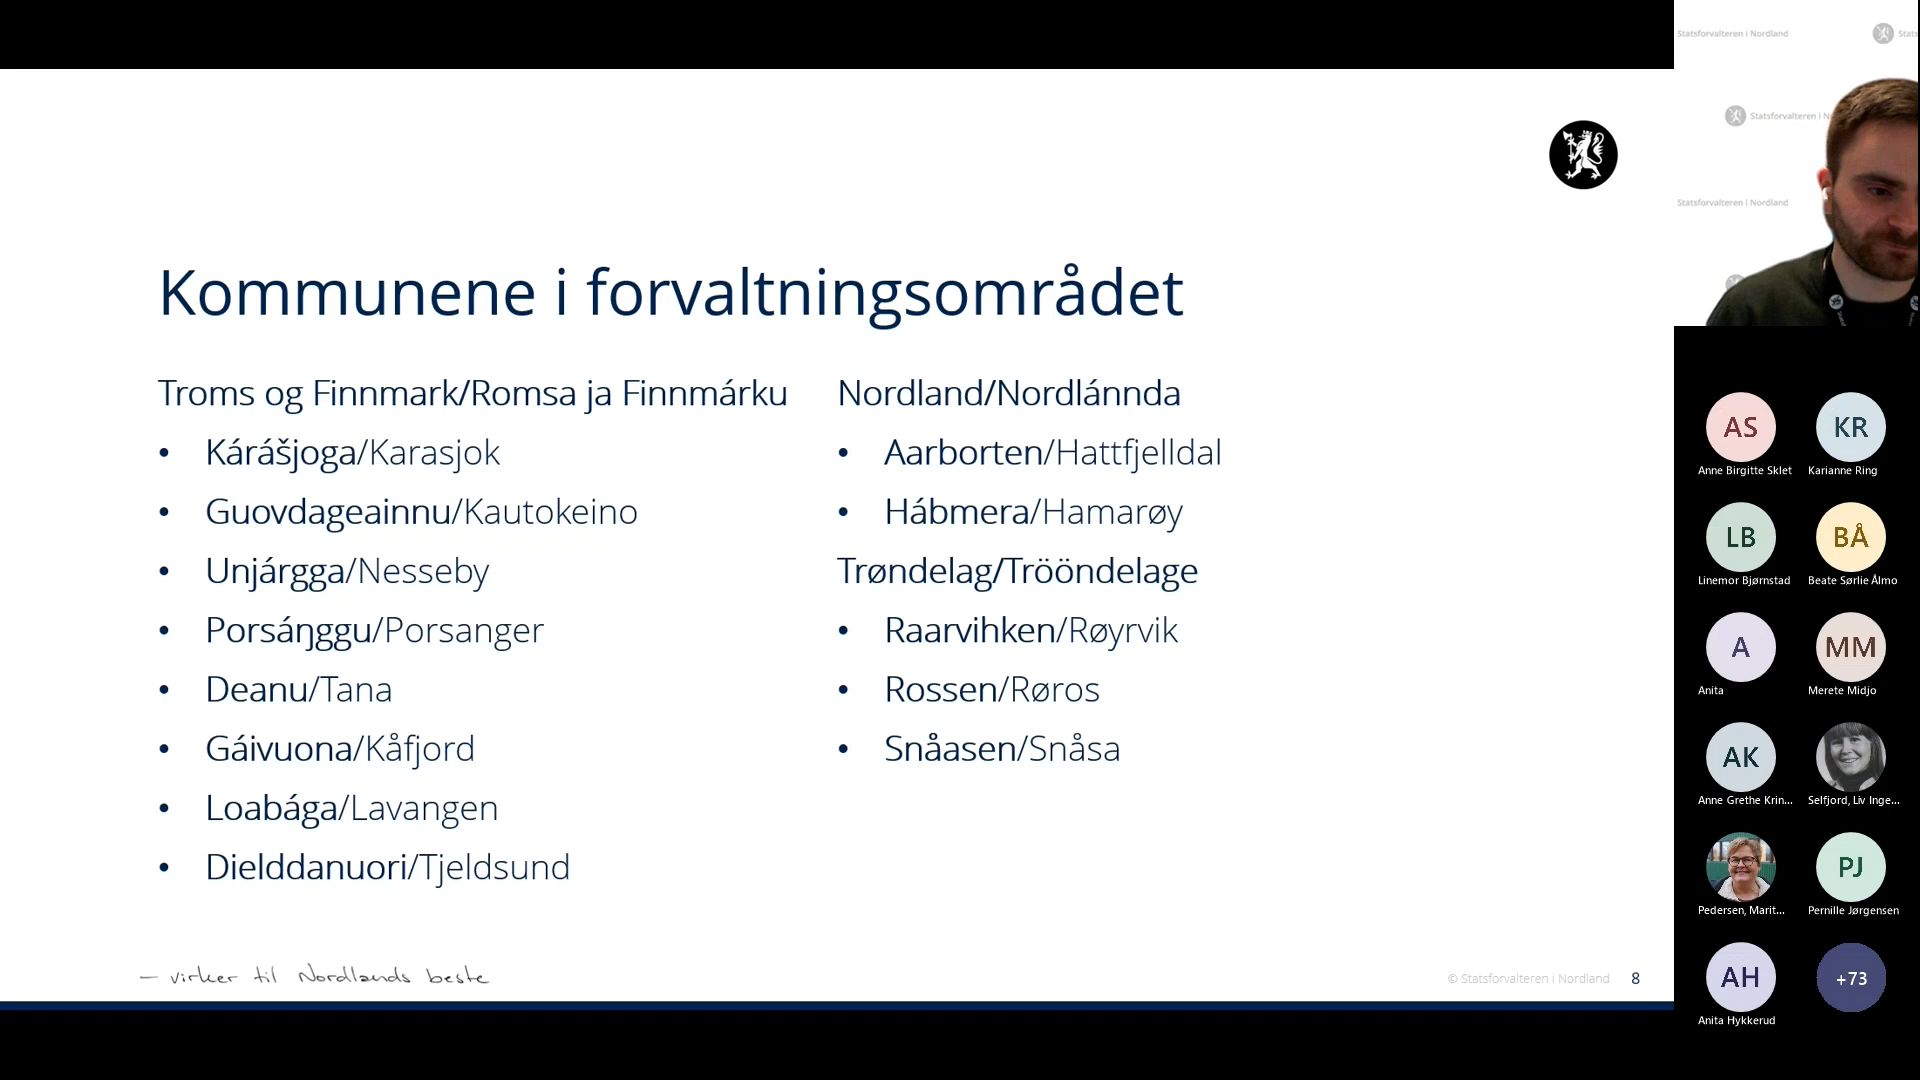 Statsforvalteren i Nordland
Stats
Statsforvalteren i N
Statsforvalteren i Nordland
Kommunene i forvaltningsområdet
Troms og Finnmark/Romsa ja Finnmárku
• Kárášjoga/Karasjok
• Guovdageainnu/Kautokeino
• Unjárgga/Nesseby
• Porsáŋggu/Porsanger
• Deanu/Tana
• Gáivuona/Kåfjord
• Loabága/Lavangen
• Dielddanuori/Tjeldsund
Nordland/Nordlánnda
• Aarborten/Hattfjelldal
• Hábmera/Hamarøy
Trøndelag/Trööndelage
• Raarvihken/Røyrvik
• Rossen/Røros
• Snåasen/Snåsa
– virker til Nordlands beste
© Statsforvalteren i Nordland 8
AS
Anne Birgitte Sklet
KR
Karianne Ring
LB
Linemor Bjørnstad
BÅ
Beate Sørlie Ålmo
A
Anita
MM
Merete Midjo
AK
Anne Grethe Krin...
Selfjord, Liv Inge...
Pedersen, Marit...
PJ
Pernille Jørgensen
AH
Anita Hykkerud
+73